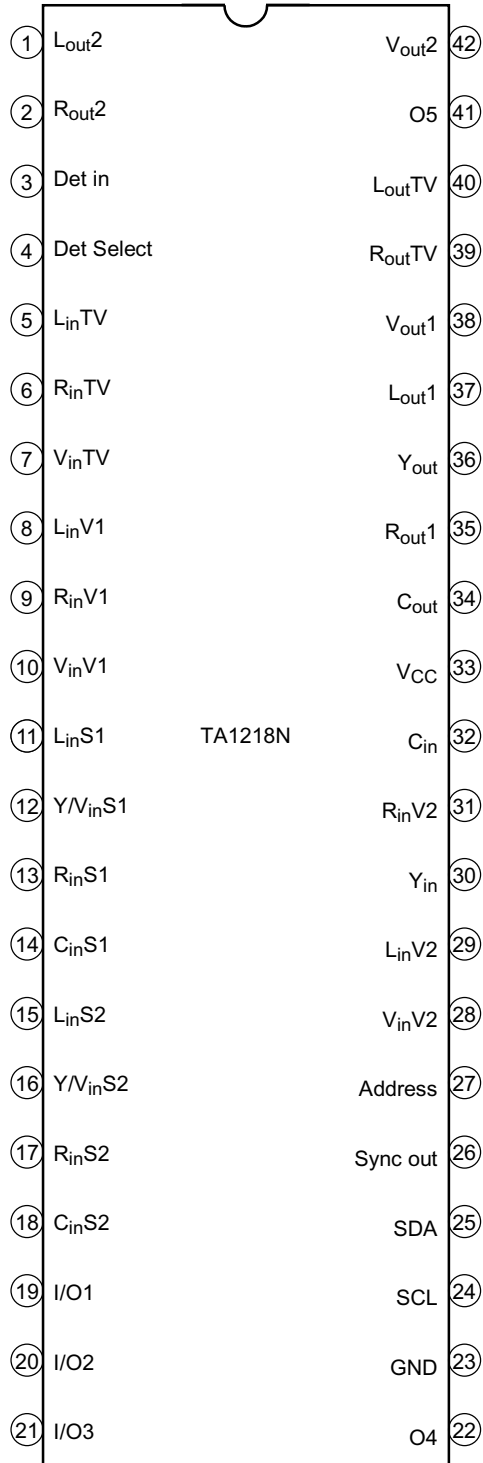 1 Lout2 Vout2 42
2 Rout2 O5 41
3 Det in LoutTV 40
4 Det Select RoutTV 39
5 LinTV Vout1 38
6 RinTV Lout1 37
7 VinTV Yout 36
8 LinV1 Rout1 35
9 RinV1 Cout 34
10 VinV1 VCC 33
11 LinS1 TA1218N Cin 32
12 Y/VinS1 RinV2 31
13 RinS1 Yin 30
14 CinS1 LinV2 29
15 LinS2 VinV2 28
16 Y/VinS2 Address 27
17 RinS2 Sync out 26
18 CinS2 SDA 25
19 I/O1 SCL 24
20 I/O2 GND 23
21 I/O3 O4 22